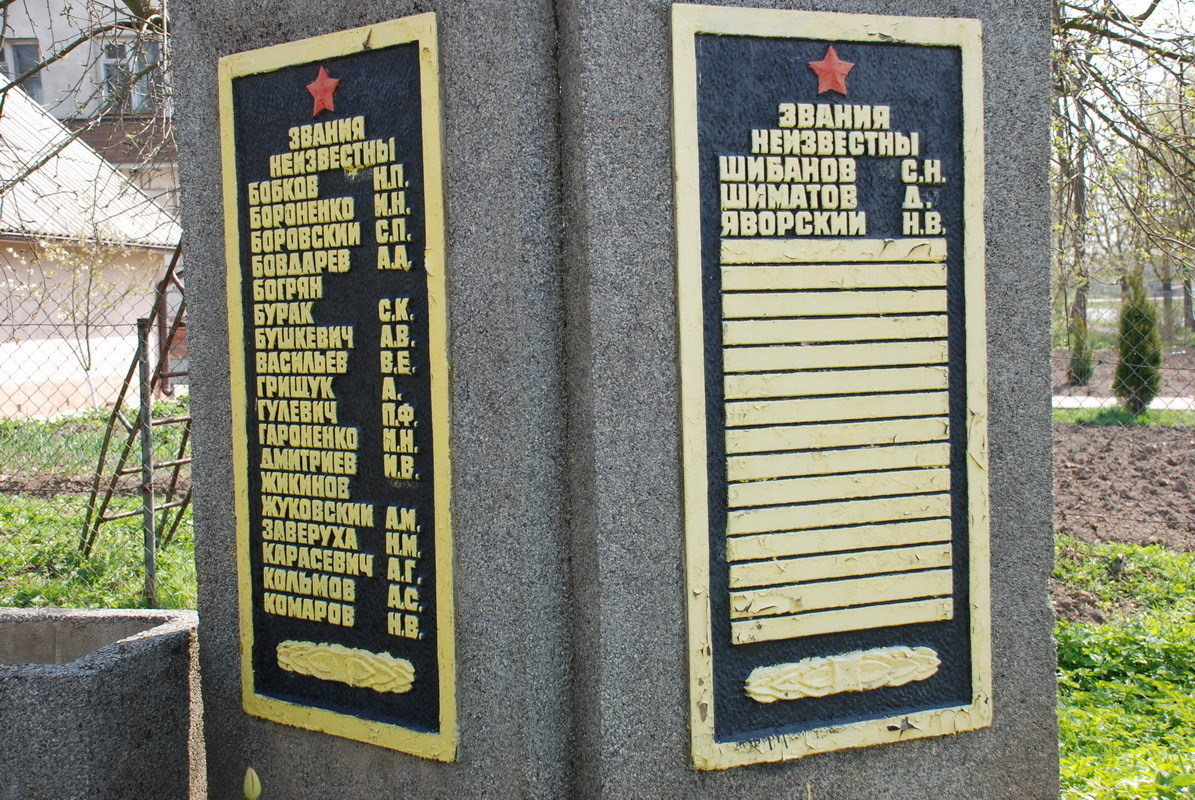 ЗВАНИЯ
НЕИЗВЕСТНЫ
БОБКОВ Н.П.
БОРОНЕНКО И.Н.
БОРОВСКИЙ С.П.
БОВДАРЕВ А.А.
БОГРЯН
БУРАК С.К.
БУШКЕВИЧ А.В.
ВАСИЛЬЕВ В.Е.
ГРИЩУК А.
ГУЛЕВИЧ П.Ф.
ГАРОНЕНКО И.Н.
ДМИТРИЕВ И.В.
ЖИКИНОВ
ЖУКОВСКИЙ А.М.
ЗАВЕРУХА Н.М.
КАРАСЕВИЧ А.Г.
КОЛЬМОВ А.С.
КОМАРОВ Н.В.
ЗВАНИЯ
НЕИЗВЕСТНЫ
ШИБАНОВ С.Н.
ШИМАТОВ Д.
ЯВОРСКИЙ Н.В.